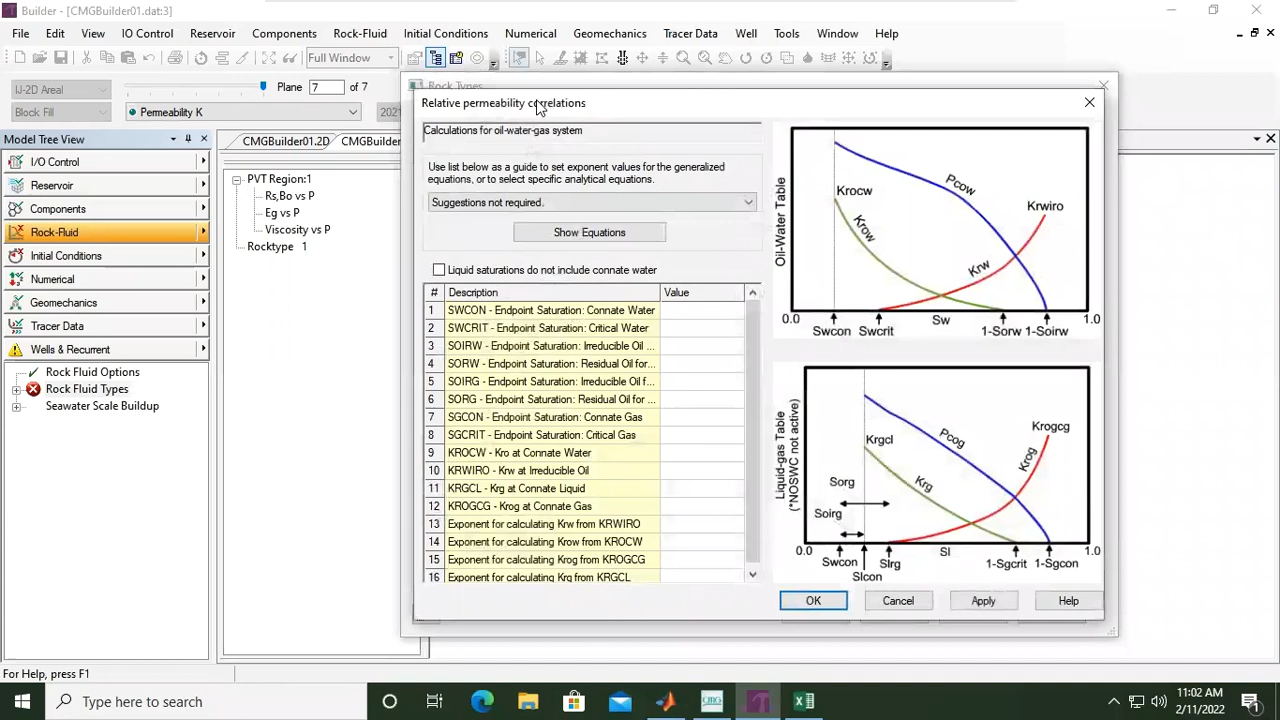 Builder - [CMGBuilder01.dat:3]
File Edit View IO Control Reservoir Components Rock-Fluid Initial Conditions Numerical Geomechanics Tracer Data Well Tools Window Help
Full Window
IJ-2D Areal Plane 7 of 7
Block Fill Permeability K 2021
Rock Types
Model Tree View
CMGBuilder01.2D CMGBuilder
I/O Control
Reservoir
Components
Rock-Fluid
Initial Conditions
Numerical
Geomechanics
Tracer Data
Wells & Recurrent
Rock Fluid Options
Rock Fluid Types
Seawater Scale Buildup
PVT Region:1
Rs,Bo vs P
Eg vs P
Viscosity vs P
Rocktype 1
Relative permeability correlations
Calculations for oil-water-gas system
Use list below as a guide to set exponent values for the generalized
equations, or to select specific analytical equations.
Suggestions not required.
Show Equations
Liquid saturations do not include connate water
# Description Value
1 SWCON - Endpoint Saturation: Connate Water
2 SWCRIT - Endpoint Saturation: Critical Water
3 SOIRW - Endpoint Saturation: Irreducible Oil ...
4 SORW - Endpoint Saturation: Residual Oil for...
5 SOIRG - Endpoint Saturation: Irreducible Oil f...
6 SORG - Endpoint Saturation: Residual Oil for ...
7 SGCON - Endpoint Saturation: Connate Gas
8 SGCRIT - Endpoint Saturation: Critical Gas
9 KROCW - Kro at Connate Water
10 KRWIRO - Krw at Irreducible Oil
11 KRGCL - Krg at Connate Liquid
12 KROGCG - Krog at Connate Gas
13 Exponent for calculating Krw from KRWIRO
14 Exponent for calculating Krow from KROCW
15 Exponent for calculating Krog from KROGCG
16 Exponent for calculating Krg from KRGCL
Oil-Water Table
Krocw
Pcow
Krwiro
Krow
Krw
0.0 Sw 1.0
Swcon Swcrit 1-Sorw 1-Soirw
Liquid-gas Table
(*NOSWC not active)
Krgcl
Pcog
Krogcg
Krog
Sorg
Krg
Soirg
0.0 Sl 1.0
Swcon Slrg 1-Sgcrit 1-Sgcon
Slcon
OK Cancel Apply Help
For Help, press F1
Type here to search
11:02 AM
2/11/2022